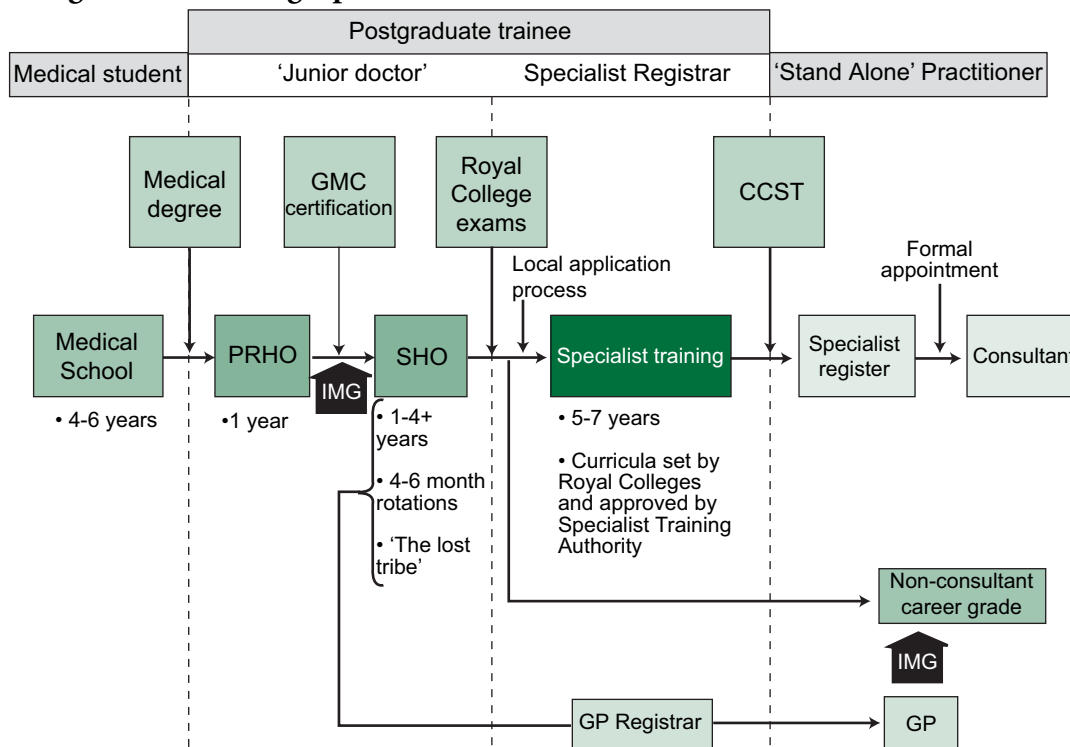 Postgraduate trainee
Medical student
‘Junior doctor’
Specialist Registrar
‘Stand Alone’ Practitioner
Medical
degree
GMC
certification
Royal
College
exams
CCST
Local application
process
Formal
appointment
Medical
School
PRHO
IMG
SHO
Specialist training
Specialist
register
Consultant
• 4-6 years
•1 year
• 1-4+
years
• 4-6 month
rotations
• ‘The lost
tribe’
• 5-7 years
• Curricula set by
Royal Colleges
and approved by
Specialist Training
Authority
Non-consultant
career grade
IMG
GP Registrar
GP